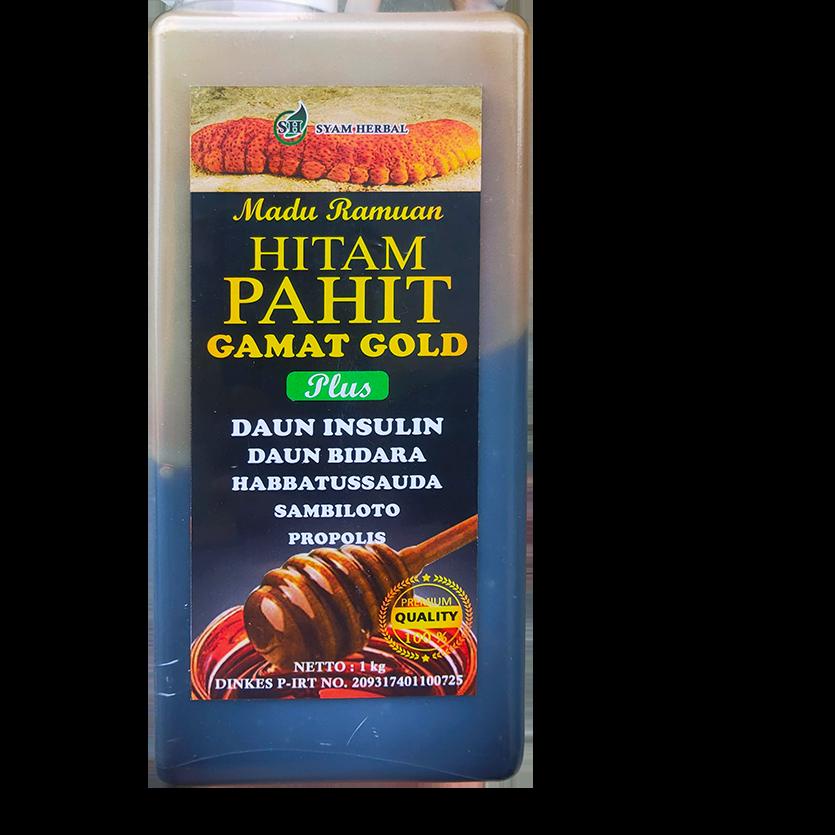 SH SYAM HERBAL
Madu Ramuan
HITAM
PAHIT
GAMAT GOLD
Plus
DAUN INSULIN
DAUN BIDARA
HABBATUSSAUDA
SAMBILOTO
PROPOLIS
PREMIUM
QUALITY
100 %
NETTO : 1 kg
DINKES P-IRT NO. 209317401100725